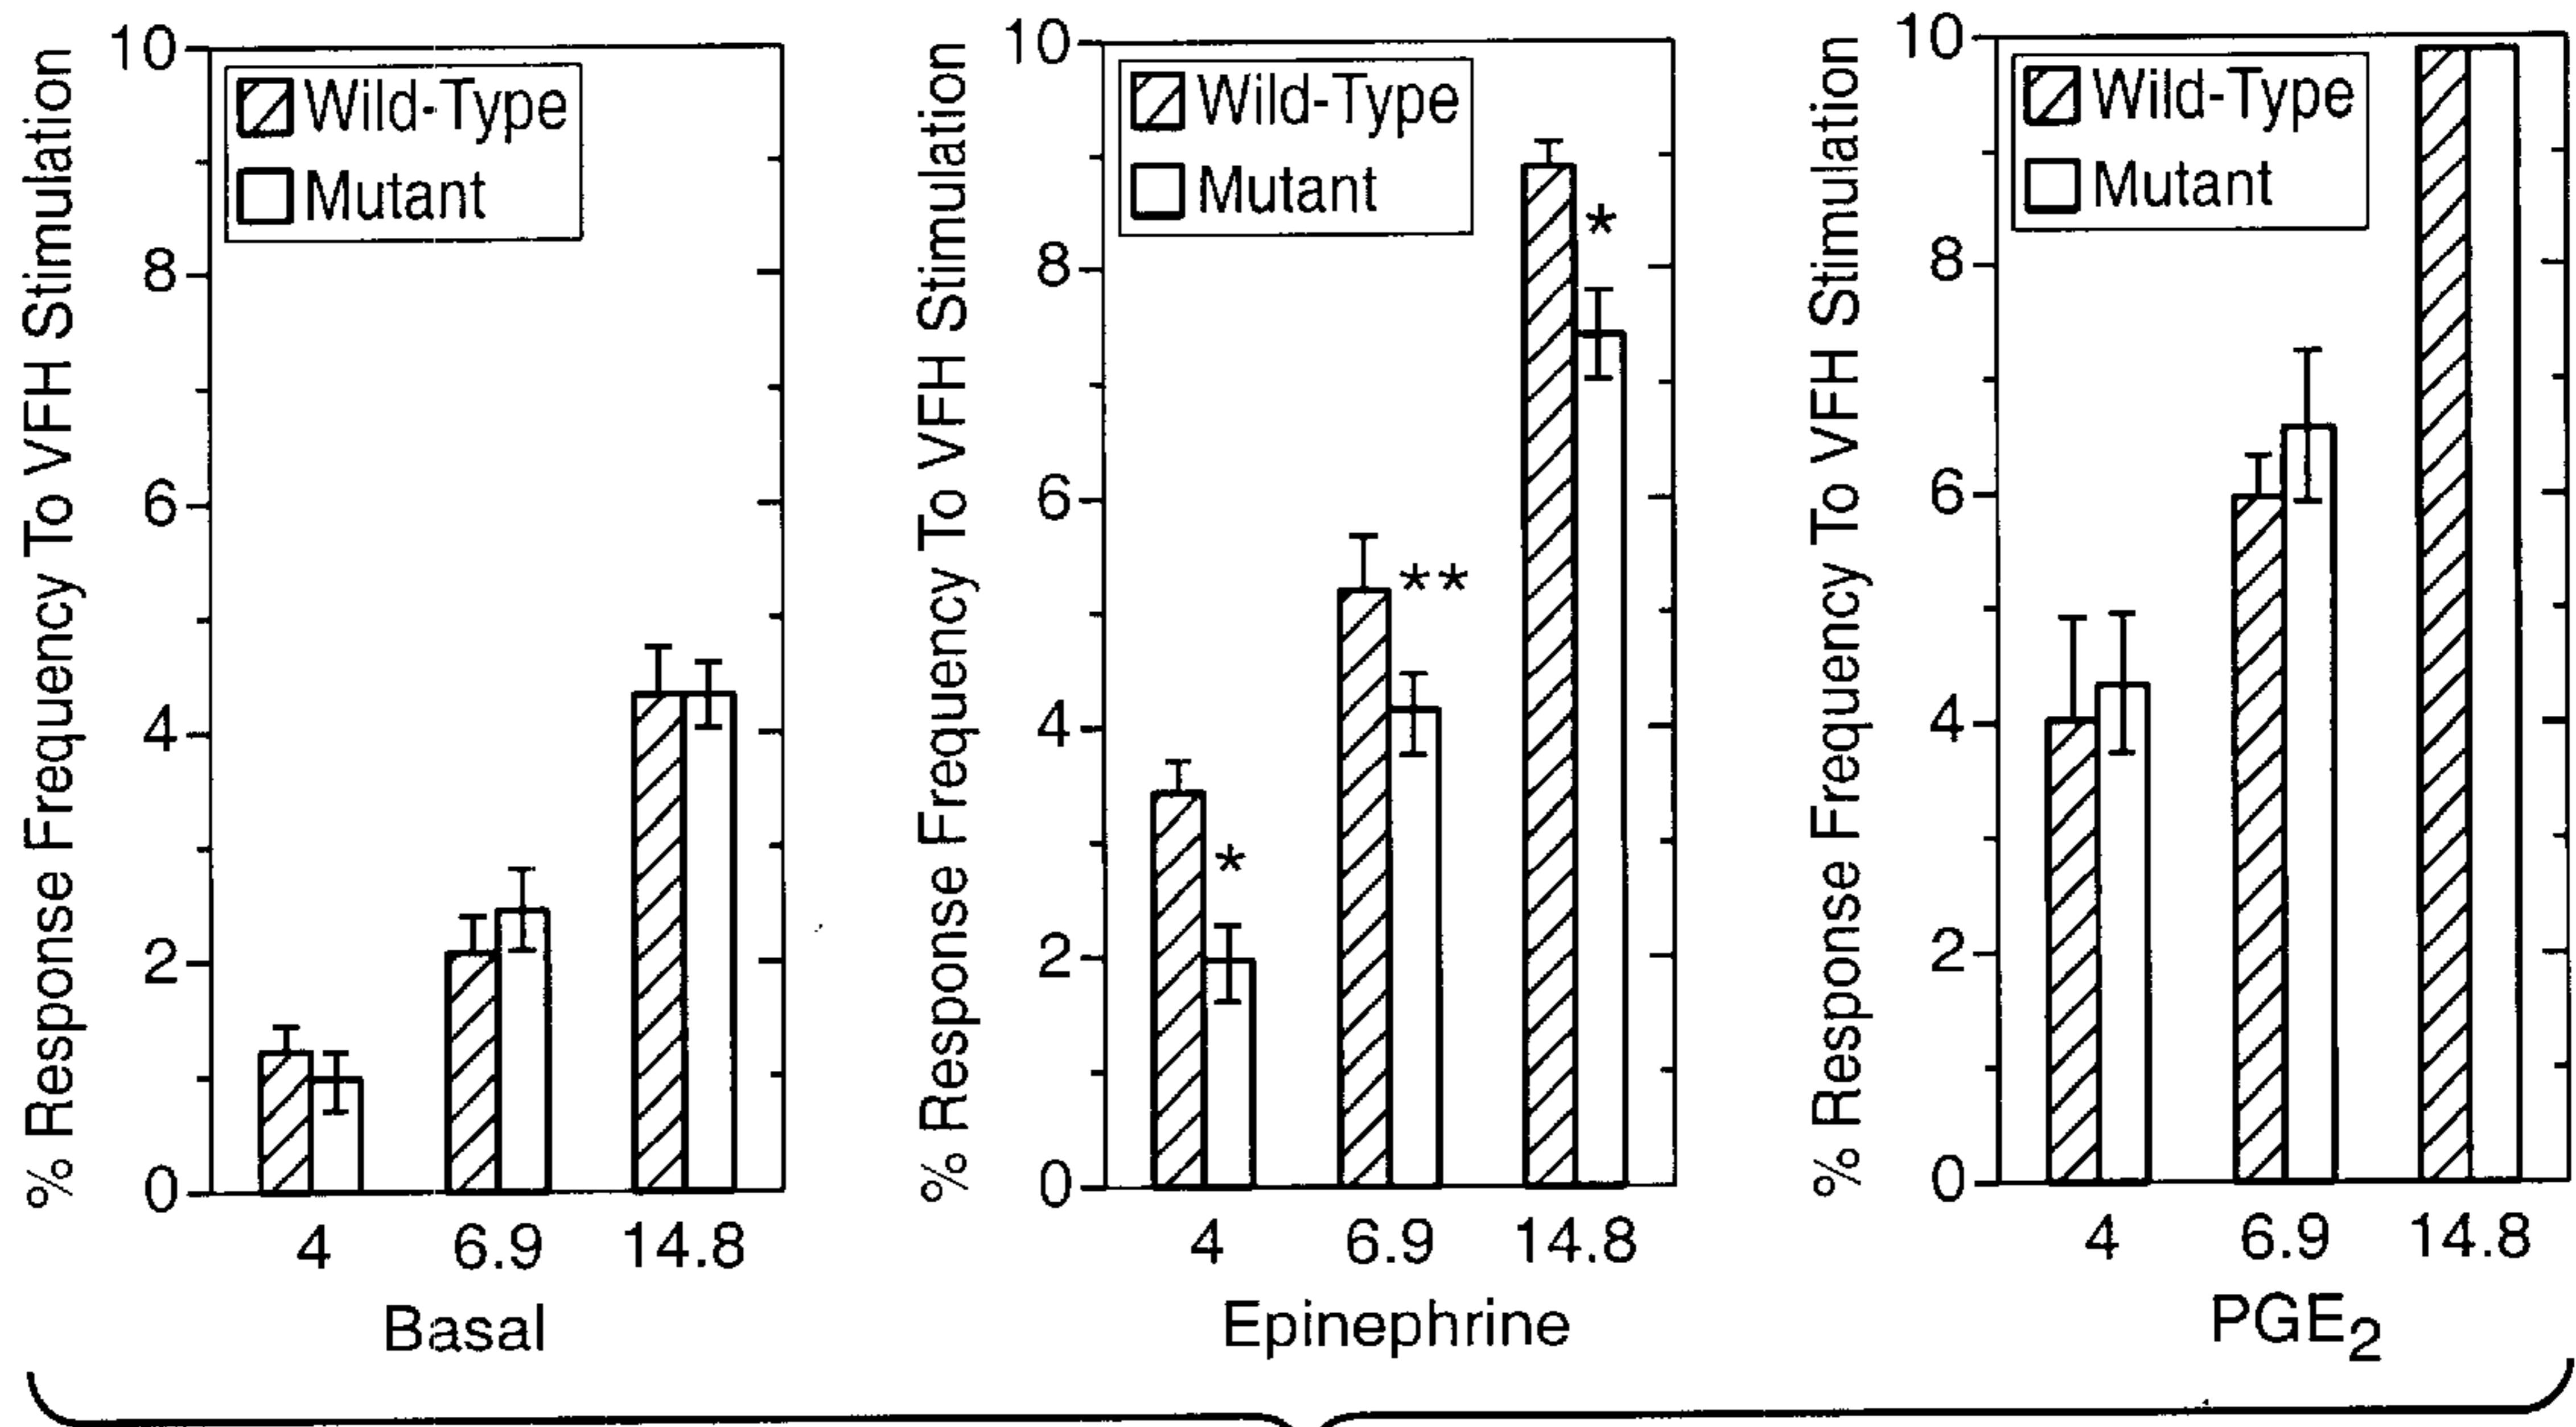 % Response Frequency To VFH Stimulation
10
8
6
4
2
0
Wild-Type
Mutant
4 6.9 14.8
Basal
% Response Frequency To VFH Stimulation
10
8
6
4
2
0
Wild-Type
Mutant
*
**
*
4 6.9 14.8
Epinephrine
% Response Frequency To VFH Stimulation
10
8
6
4
2
0
Wild-Type
Mutant
4 6.9 14.8
PGE2